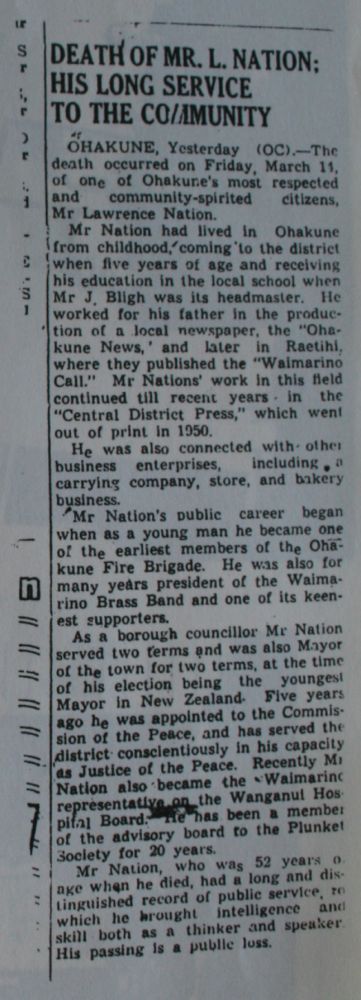 DEATH OF MR. L. NATION;
HIS LONG SERVICE
TO THE COMMUNITY
OHAKUNE, Yesterday (OC).—The
death occurred on Friday, March 11,
of one of Ohakune's most respected
and community-spirited citizens,
Mr Lawrence Nation.
Mr Nation had lived in Ohakune
from childhood, coming to the district
when five years of age and receiving
his education in the local school when
Mr J. Bligh was its headmaster. He
worked for his father in the produc-
tion of a local newspaper, the "Oha-
kune News,' and later in Raetihi,
where they published the "Waimarino
Call." Mr Nations' work in this field
continued till recent years in the
"Central District Press," which went
out of print in 1950.
He was also connected with other
business enterprises, including a
carrying company, store, and bakery
business.
Mr Nation's public career began
when as a young man he became one
of the earliest members of the Oha-
kune Fire Brigade. He was also for
many years president of the Waima-
rino Brass Band and one of its keen-
est supporters.
As a borough councillor Mr Nation
served two terms and was also Mayor
of the town for two terms, at the time
of his election being the youngest
Mayor in New Zealand. Five years
ago he was appointed to the Commis-
sion of the Peace, and has served the
district conscientiously in his capacity
as Justice of the Peace. Recently Mr
Nation also became the Waimarino
representative on the Wanganui Hos-
pital Board. He has been a member
of the advisory board to the Plunket
Society for 20 years.
Mr Nation, who was 52 years o
age when he died, had a long and dis-
tinguished record of public service, to
which he brought intelligence and
skill both as a thinker and speaker.
His passing is a public loss.